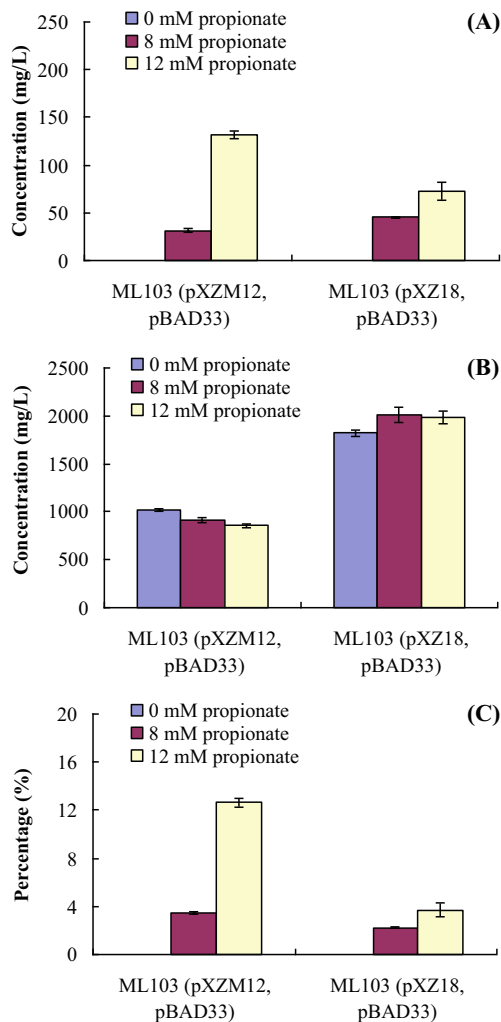 (A)
0 mM propionate
8 mM propionate
12 mM propionate
Concentration (mg/L)
250
200
150
100
50
0
ML103 (pXZM12, pBAD33)
ML103 (pXZ18, pBAD33)
(B)
0 mM propionate
8 mM propionate
12 mM propionate
Concentration (mg/L)
2500
2000
1500
1000
500
0
ML103 (pXZM12, pBAD33)
ML103 (pXZ18, pBAD33)
(C)
0 mM propionate
8 mM propionate
12 mM propionate
Percentage (%)
20
16
12
8
4
0
ML103 (pXZM12, pBAD33)
ML103 (pXZ18, pBAD33)